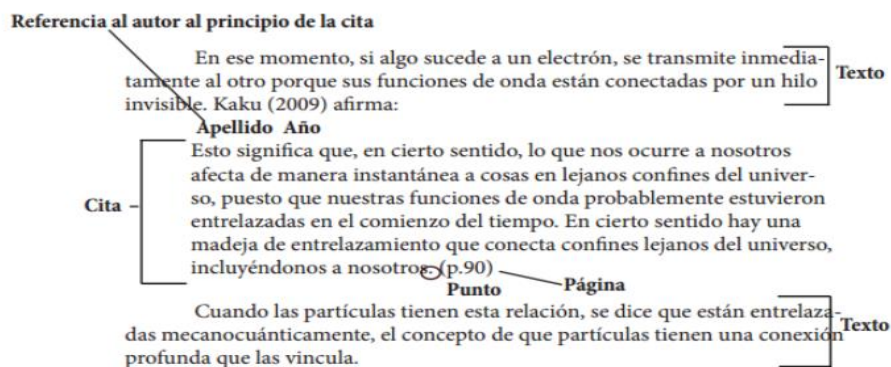 Referencia al autor al principio de la cita
En ese momento, si algo sucede a un electrón, se transmite inmedia-
tamente al otro porque sus funciones de onda están conectadas por un hilo
invisible. Kaku (2009) afirma:
Texto
Apellido Año
Esto significa que, en cierto sentido, lo que nos ocurre a nosotros
afecta de manera instantánea a cosas en lejanos confines del univer-
so, puesto que nuestras funciones de onda probablemente estuvieron
entrelazadas en el comienzo del tiempo. En cierto sentido hay una
madeja de entrelazamiento que conecta confines lejanos del universo,
incluyéndonos a nosotros. (p.90)
Cita
Punto
Página
Cuando las partículas tienen esta relación, se dice que están entrelaza-
das mecanocuánticamente, el concepto de que partículas tienen una conexión
profunda que las vincula.
Texto